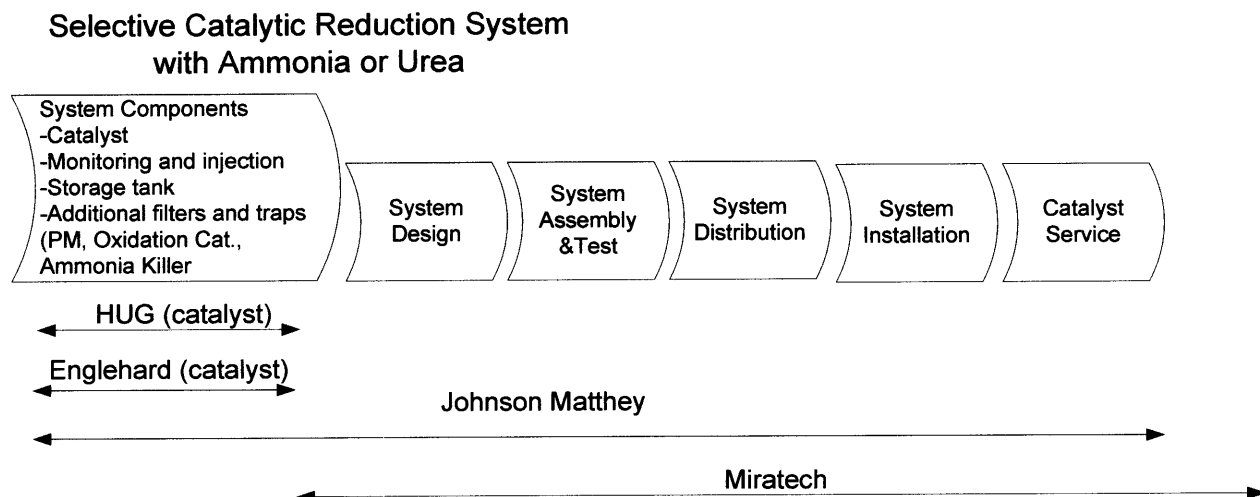 Selective Catalytic Reduction System
with Ammonia or Urea
System Components
-Catalyst
-Monitoring and injection
-Storage tank
-Additional filters and traps
(PM, Oxidation Cat.,
Ammonia Killer
System
Design
System
Assembly
&Test
System
Distribution
System
Installation
Catalyst
Service
HUG (catalyst)
Englehard (catalyst)
Johnson Matthey
Miratech